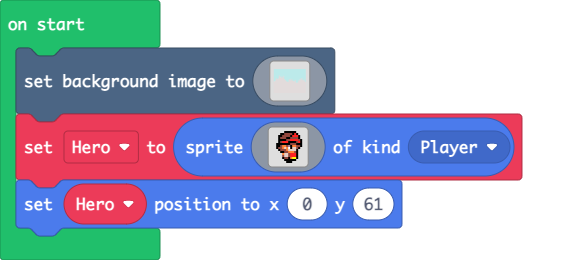 on start
set background image to
set Hero to sprite of kind Player
set Hero position to x 0 y 61